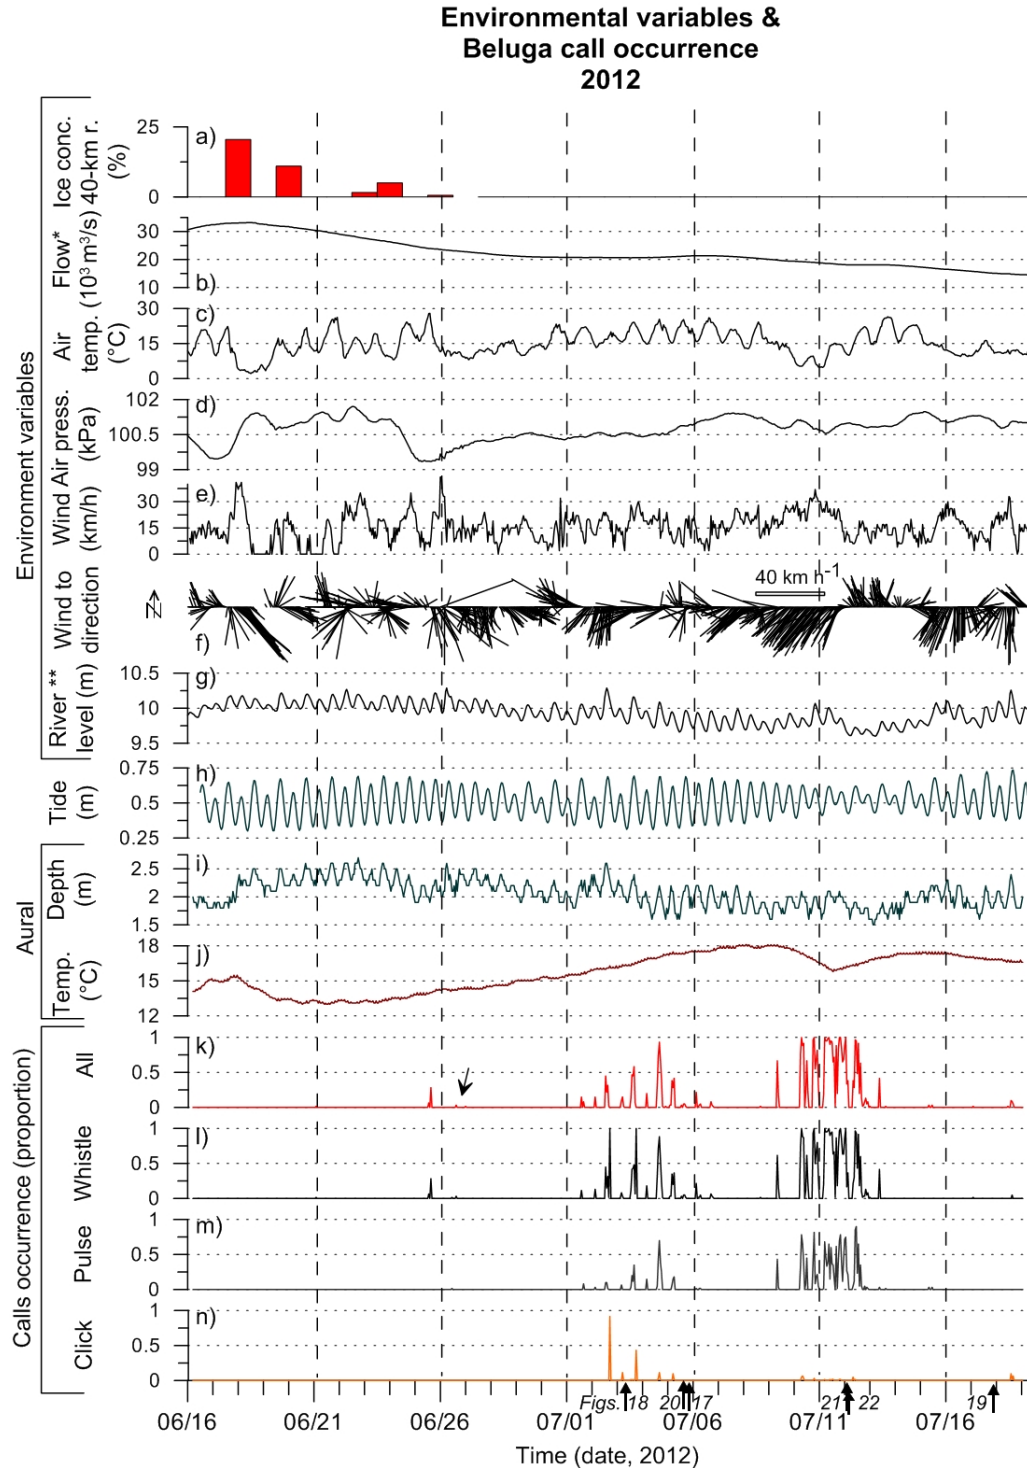 Environmental variables &
Beluga call occurrence
2012
Environment variables
Ice conc.
40-km r.
(%)
a)
25
0
Flow*
(10³ m³/s)
b)
30
20
10
Air
temp.
(°C)
c)
30
15
0
Air press.
(kPa)
d)
102
100.5
99
Wind
(km/h)
e)
30
15
0
Wind to
direction
N
f)
40 km h⁻¹
River **
level (m)
g)
10.5
10
9.5
Tide
(m)
h)
0.75
0.5
0.25
Aural
Depth
(m)
i)
2.5
2
1.5
Temp.
(°C)
j)
18
15
12
Calls occurrence (proportion)
All
k)
1
0.5
0
Whistle
l)
1
0.5
0
Pulse
m)
1
0.5
0
Click
n)
1
0.5
0
Figs. 18 20 17 21 22 19
06/16 06/21 06/26 07/01 07/06 07/11 07/16
Time (date, 2012)